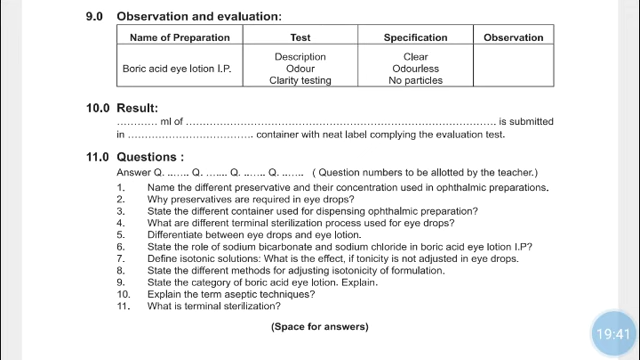 9.0 Observation and evaluation:
Name of Preparation Test Specification Observation
Boric acid eye lotion I.P. Description Clear
Odour Odourless
Clarity testing No particles
10.0 Result:
………… ml of ……………………………………………………………………………. is submitted
in ………………………………. container with neat label complying the evaluation test.
11.0 Questions :
Answer Q. ..….. Q. ….... Q. ..….. Q. ..….. ( Question numbers to be allotted by the teacher.)
1. Name the different preservative and their concentration used in ophthalmic preparations.
2. Why preservatives are required in eye drops?
3. State the different container used for dispensing ophthalmic preparation?
4. What are different terminal sterilization process used for eye drops?
5. Differentiate between eye drops and eye lotion.
6. State the role of sodium bicarbonate and sodium chloride in boric acid eye lotion I.P?
7. Define isotonic solutions: What is the effect, if tonicity is not adjusted in eye drops.
8. State the different methods for adjusting isotonicity of formulation.
9. State the category of boric acid eye lotion. Explain.
10. Explain the term aseptic techniques?
11. What is terminal sterilization?
(Space for answers)
19:41